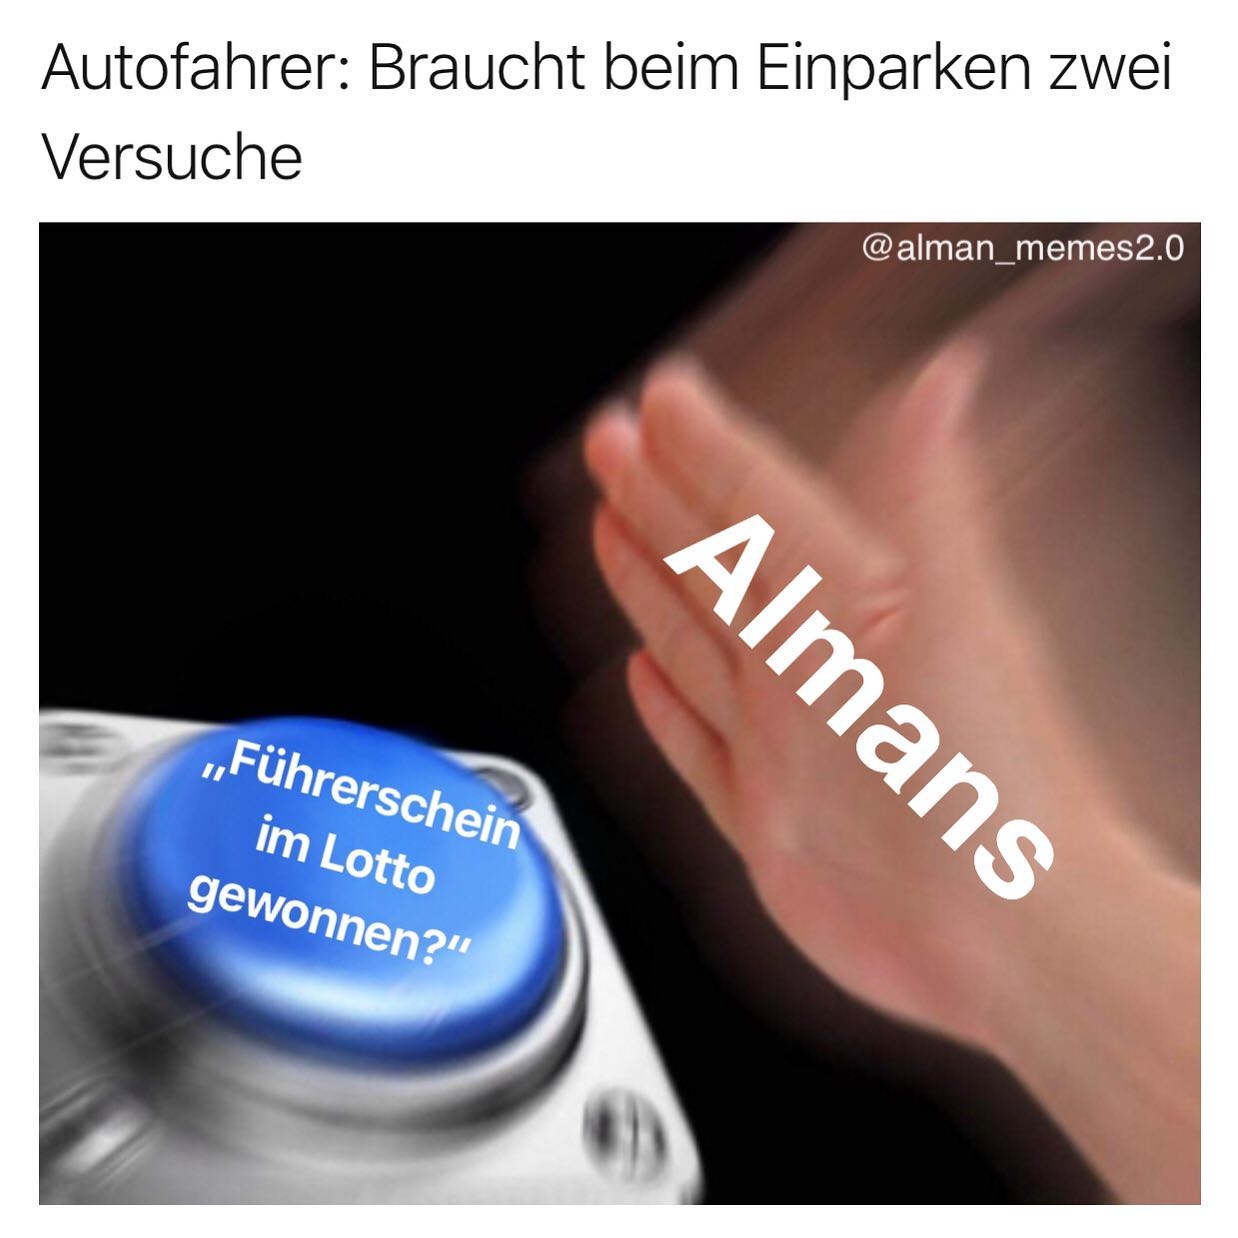 Autofahrer: Braucht beim Einparken zwei
Versuche
@alman_memes2.0
Almans
„Führerschein
im Lotto
gewonnen?“